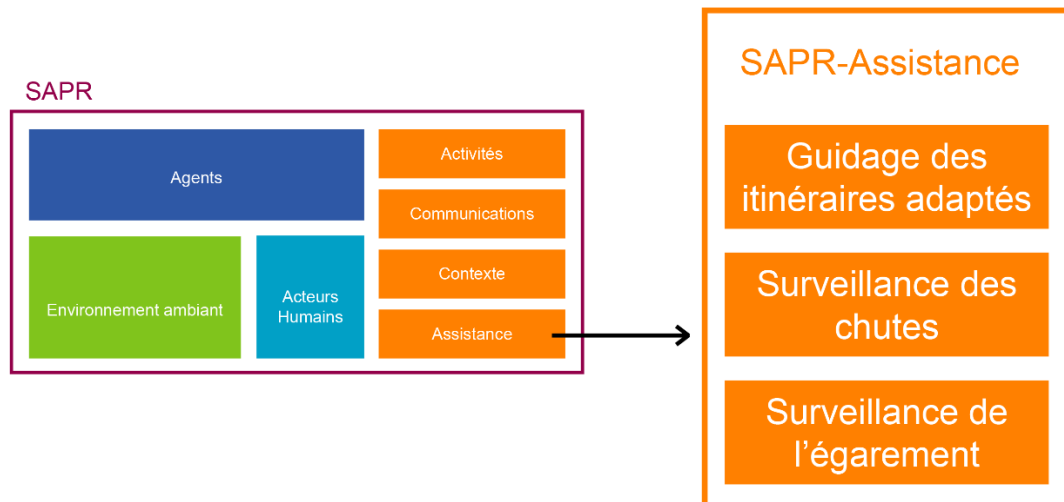 SAPR
Agents
Environnement ambiant
Acteurs
Humains
Activités
Communications
Contexte
Assistance
SAPR-Assistance
Guidage des
itinéraires adaptés
Surveillance des
chutes
Surveillance de
l'égarement